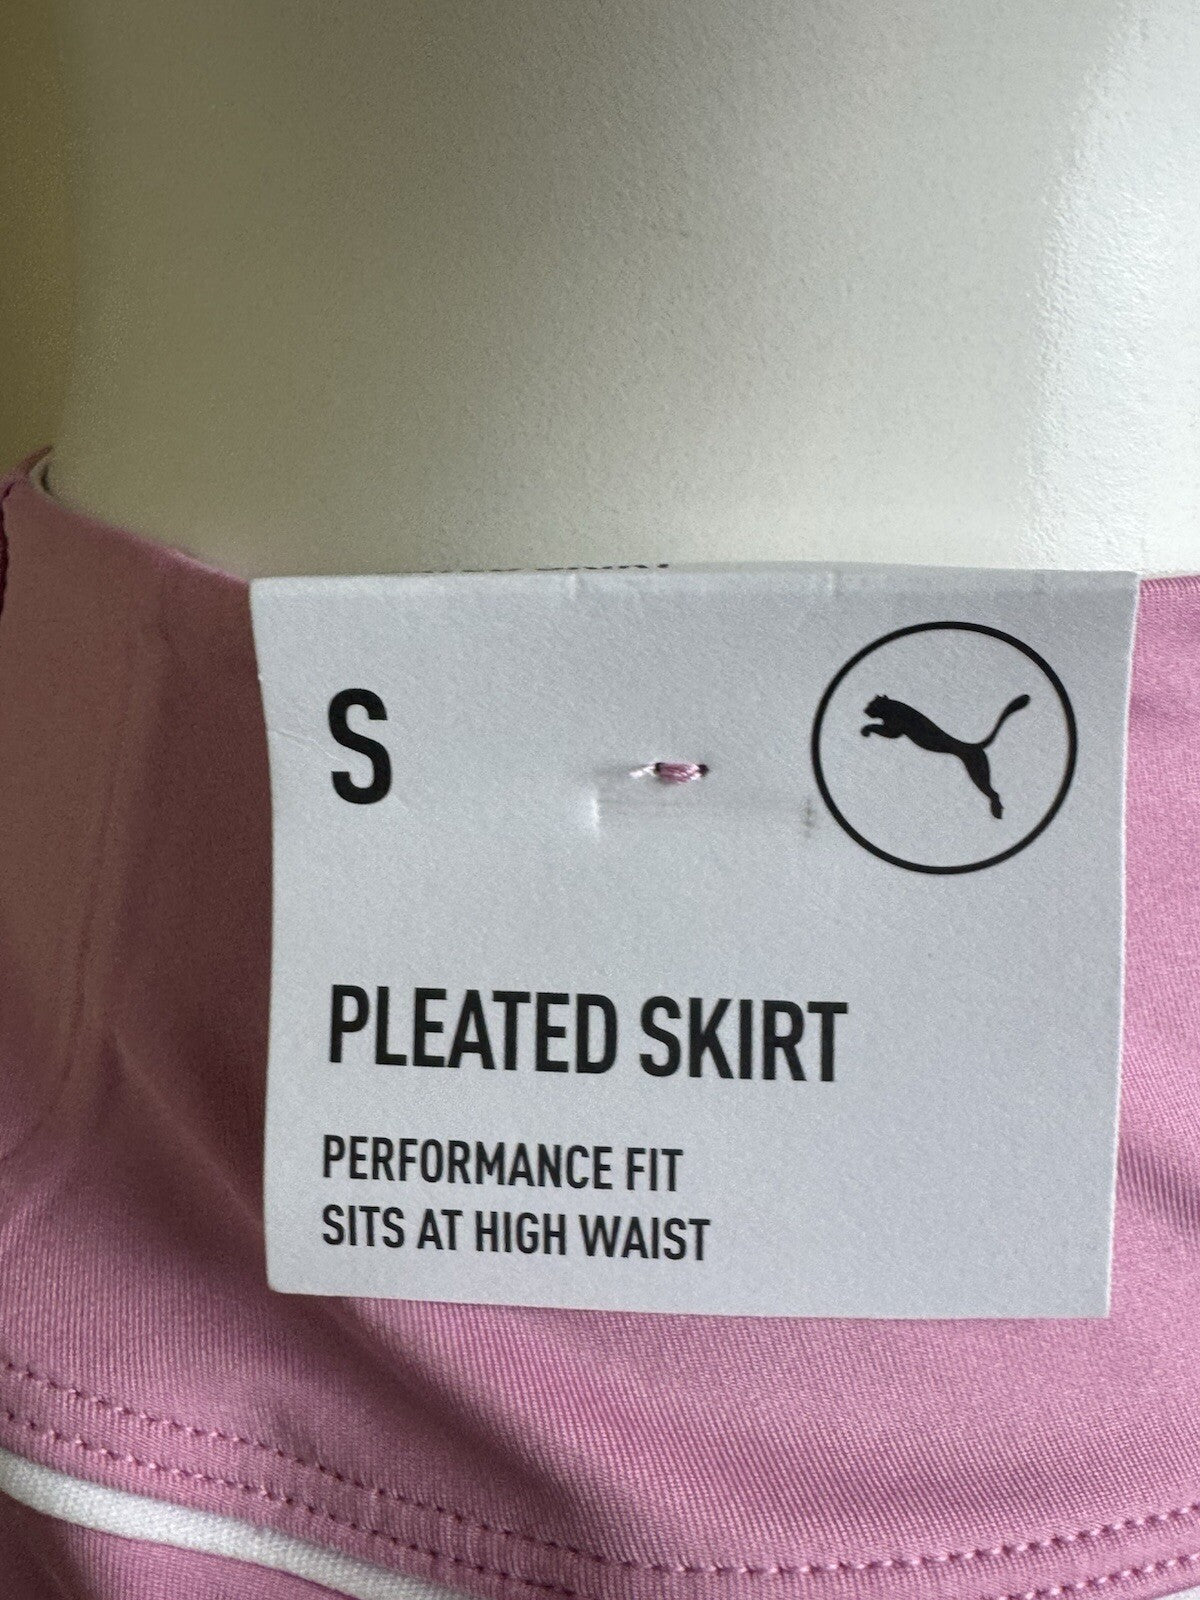 S
PLEATED SKIRT
PERFORMANCE FIT
SITS AT HIGH WAIST